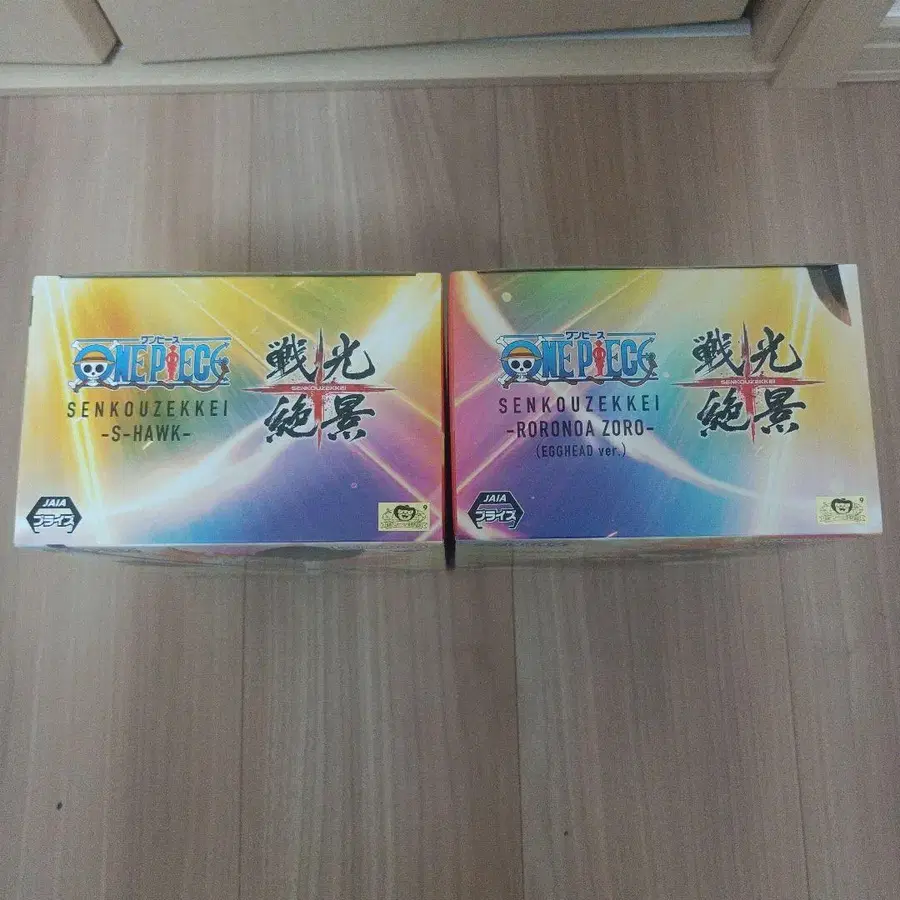 ワンピース
ONE PIECE
SENKOUZEKKEI
-S-HAWK-
戦光
SENKOUZEKKEI
絶景
JAIA
プライズ
9
ワンピース
ONE PIECE
SENKOUZEKKEI
-RORONOA ZORO-
(EGGHEAD ver.)
戦光
SENKOUZEKKEI
絶景
JAIA
プライズ
9